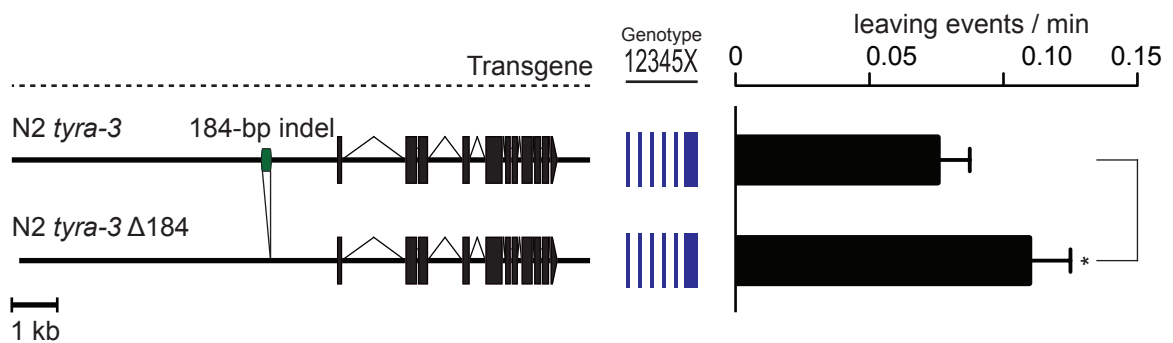 Transgene
N2 tyra-3
184-bp indel
N2 tyra-3 Δ184
1 kb
Genotype
12345X
leaving events / min
0 0.05 0.10 0.15
*